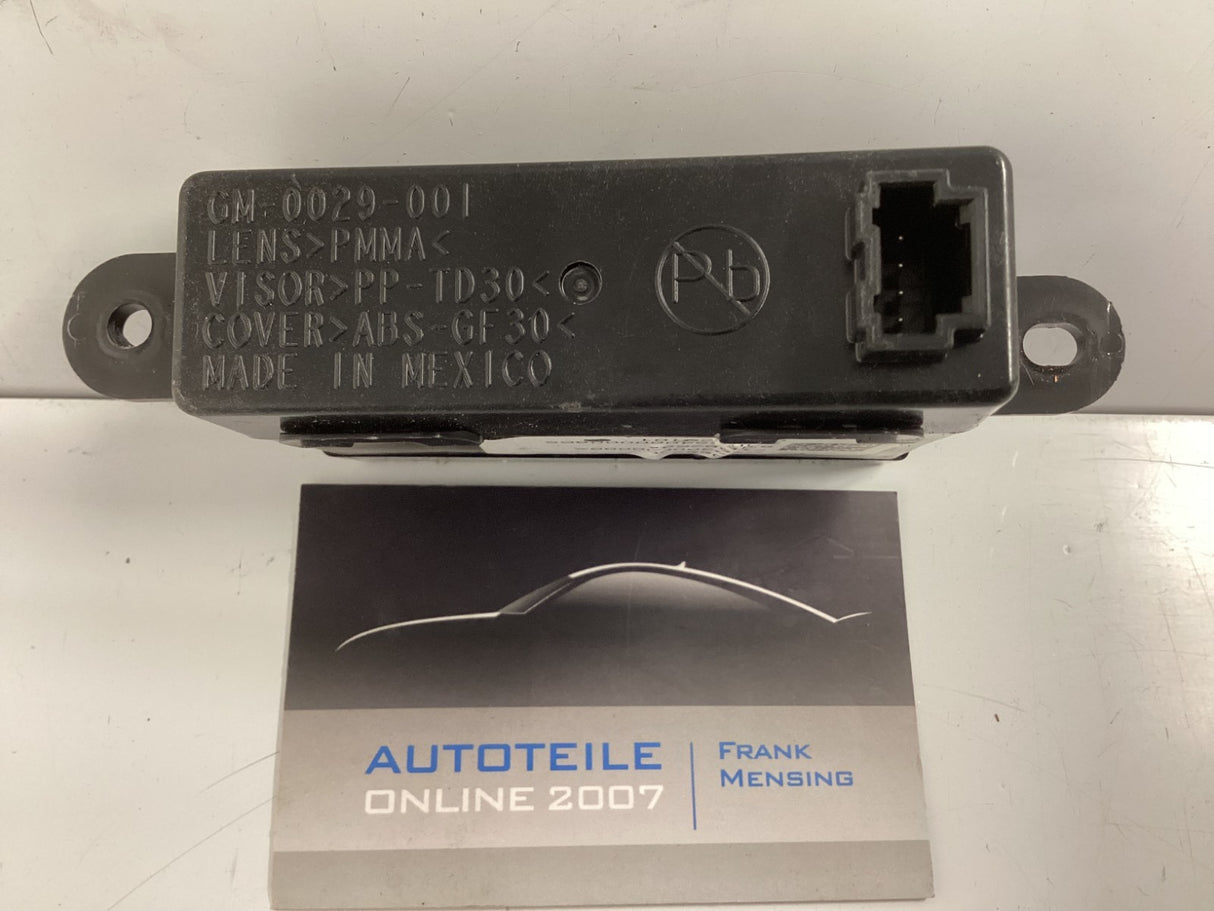 GM-0029-001
LENS>PMMA<
VISOR>PP-TD30<
COVER>ABS-GF30<
MADE IN MEXICO
Pb
AUTOTEILE
ONLINE 2007
FRANK
MENSING